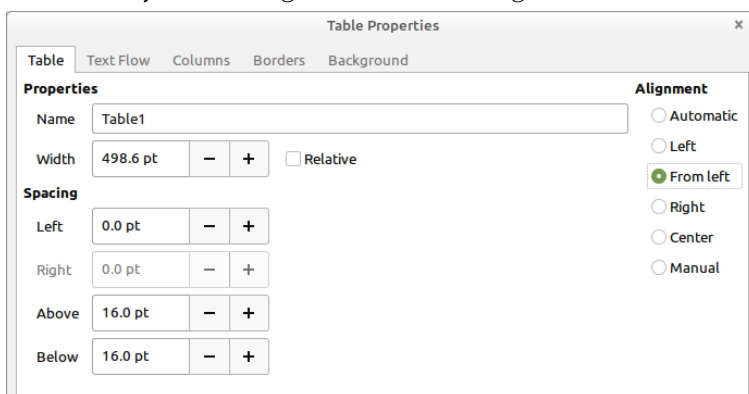 Table Properties ×
Table Text Flow Columns Borders Background
Properties
Name Table1
Width 498.6 pt − + Relative
Spacing
Left 0.0 pt − +
Right 0.0 pt − +
Above 16.0 pt − +
Below 16.0 pt − +
Alignment
Automatic
Left
From left
Right
Center
Manual